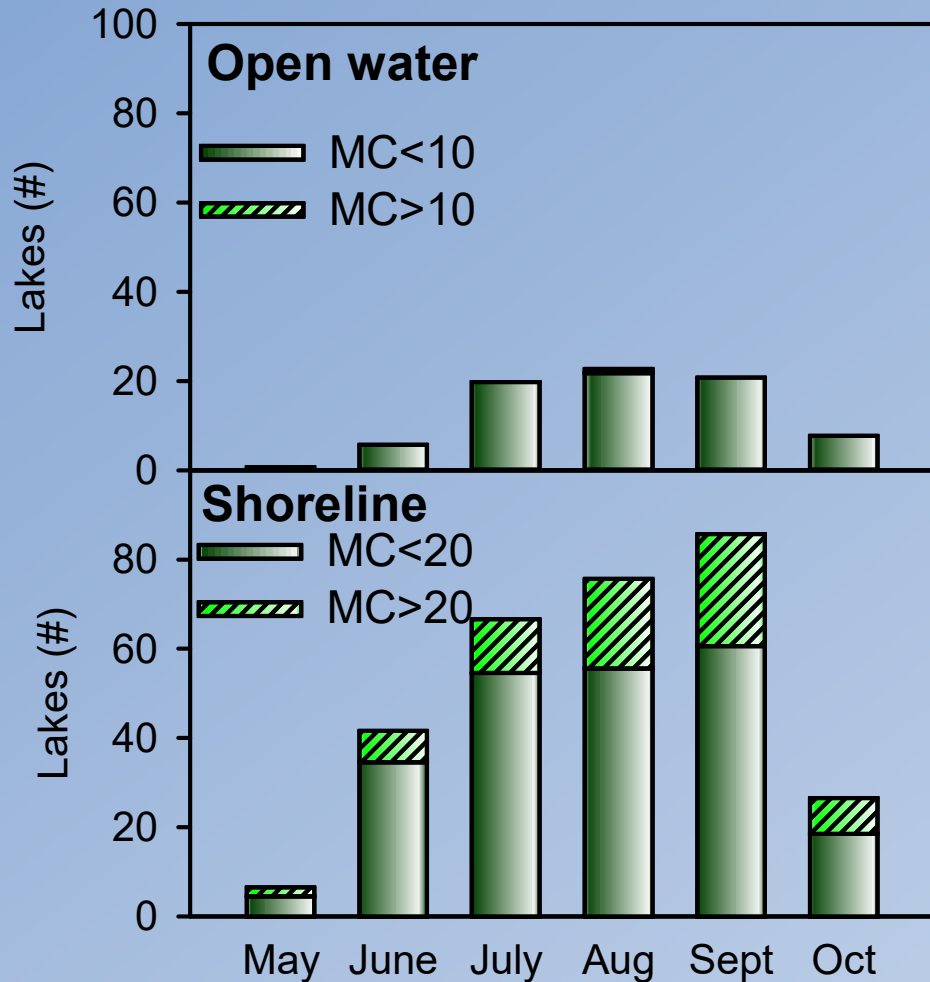 100
Open water
80
MC<10
60
MC>10
Lakes (#)
40
20
0
Shoreline
MC<20
80
MC>20
60
Lakes (#)
40
20
0
May June July Aug Sept Oct